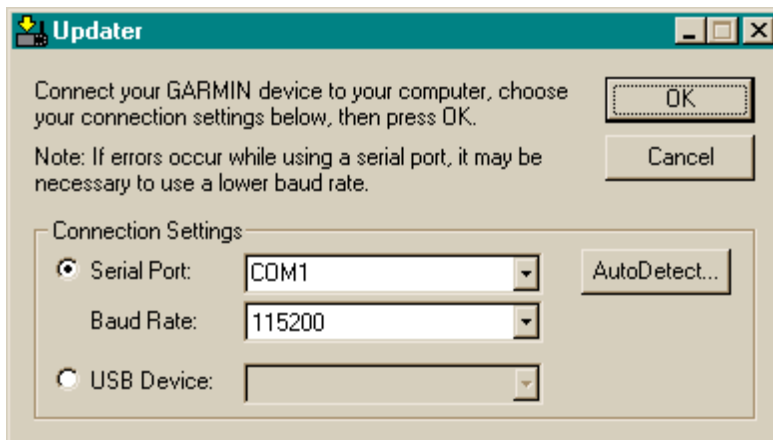 Updater
Connect your GARMIN device to your computer, choose
your connection settings below, then press OK.
OK
Note: If errors occur while using a serial port, it may be
necessary to use a lower baud rate.
Cancel
Connection Settings
Serial Port: COM1 AutoDetect...
Baud Rate: 115200
USB Device: